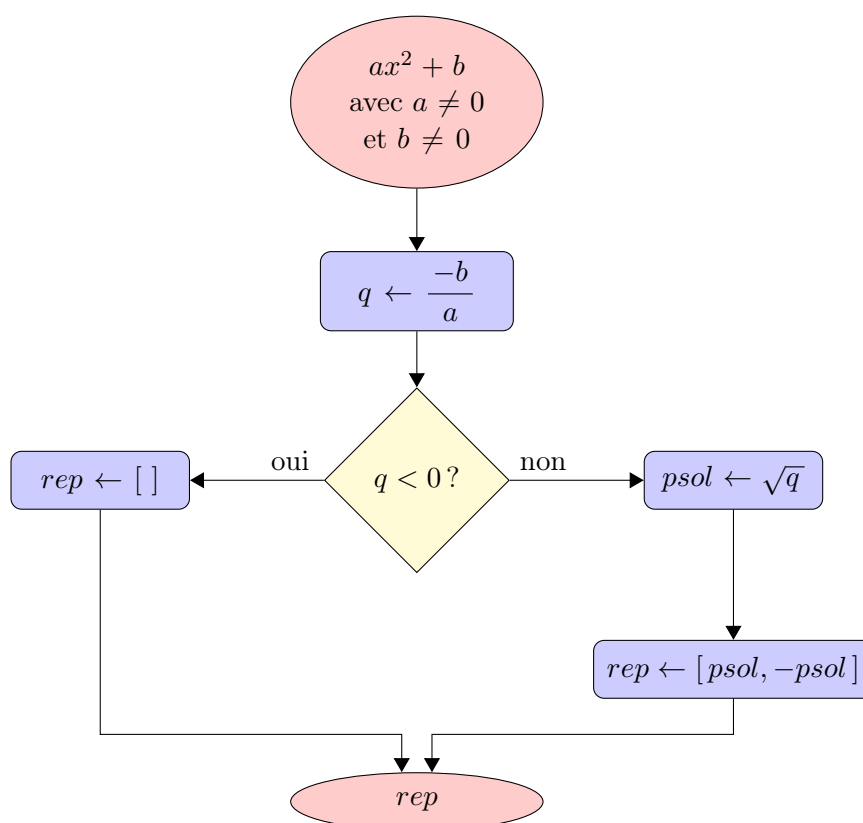 ax² + b
avec a ≠ 0
et b ≠ 0
q ← −b/a
oui
q < 0 ?
non
rep ← [ ]
psol ← √q
rep ← [ psol, −psol ]
rep